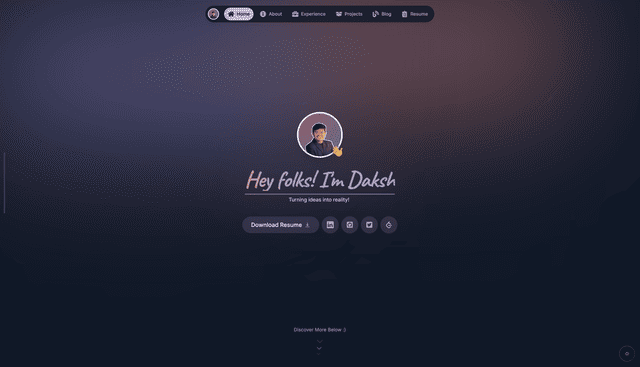 Home About Experience Projects Blog Resume
Hey folks! I'm Daksh
Turning ideas into reality!
Download Resume
Discover More Below :)